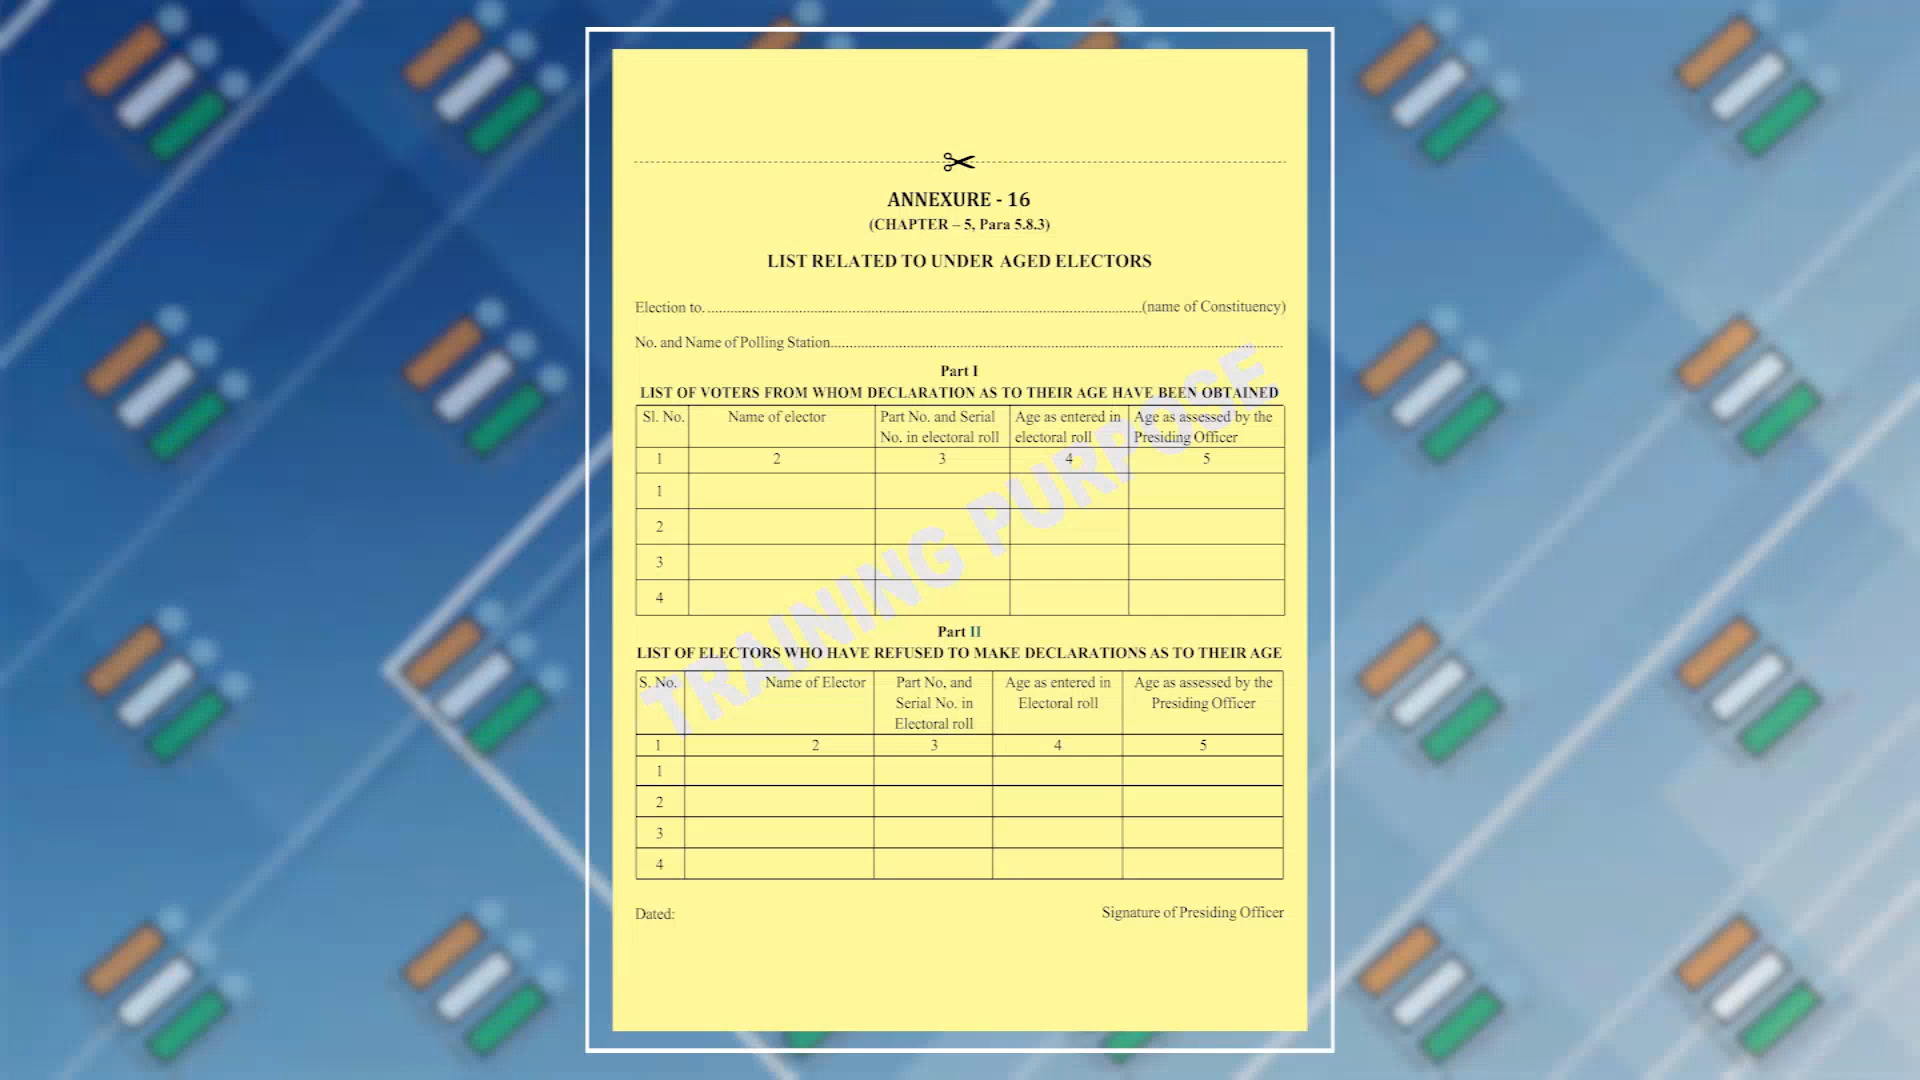 ANNEXURE - 16
(CHAPTER – 5, Para 5.8.3)
LIST RELATED TO UNDER AGED ELECTORS
Election to.......................................................(name of Constituency)
No. and Name of Polling Station.......................................................
Part I
LIST OF VOTERS FROM WHOM DECLARATION AS TO THEIR AGE HAVE BEEN OBTAINED
Sl. No. Name of elector Part No. and Serial No. in electoral roll Age as entered in electoral roll Age as assessed by the Presiding Officer
1 2 3 4 5
1
2
3
4
Part II
LIST OF ELECTORS WHO HAVE REFUSED TO MAKE DECLARATIONS AS TO THEIR AGE
S. No. Name of Elector Part No, and Serial No. in Electoral roll Age as entered in Electoral roll Age as assessed by the Presiding Officer
1 2 3 4 5
1
2
3
4
Dated: Signature of Presiding Officer
TRAINING PURPOSE